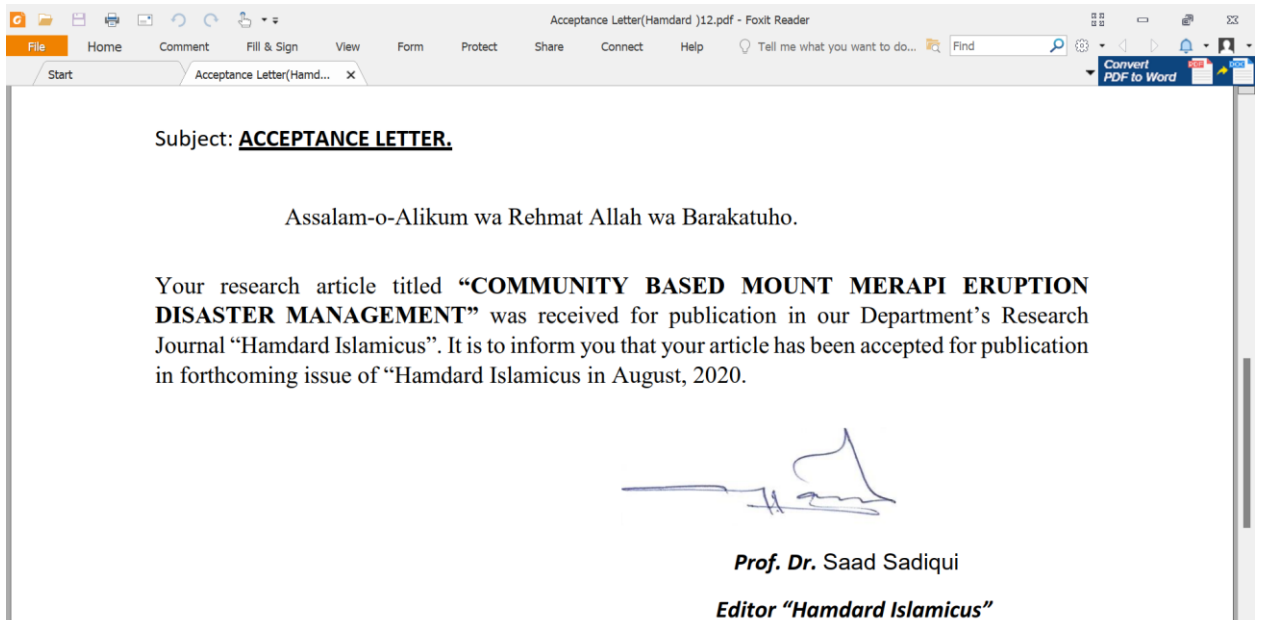 Acceptance Letter(Hamdard )12.pdf - Foxit Reader
File Home Comment Fill & Sign View Form Protect Share Connect Help Tell me what you want to do... Find
Start Acceptance Letter(Hamd... X
Convert
PDF to Word
Subject: ACCEPTANCE LETTER.
Assalam-o-Alikum wa Rehmat Allah wa Barakatuho.
Your research article titled “COMMUNITY BASED MOUNT MERAPI ERUPTION
DISASTER MANAGEMENT” was received for publication in our Department’s Research
Journal “Hamdard Islamicus”. It is to inform you that your article has been accepted for publication
in forthcoming issue of “Hamdard Islamicus in August, 2020.
Prof. Dr. Saad Sadiqui
Editor “Hamdard Islamicus”